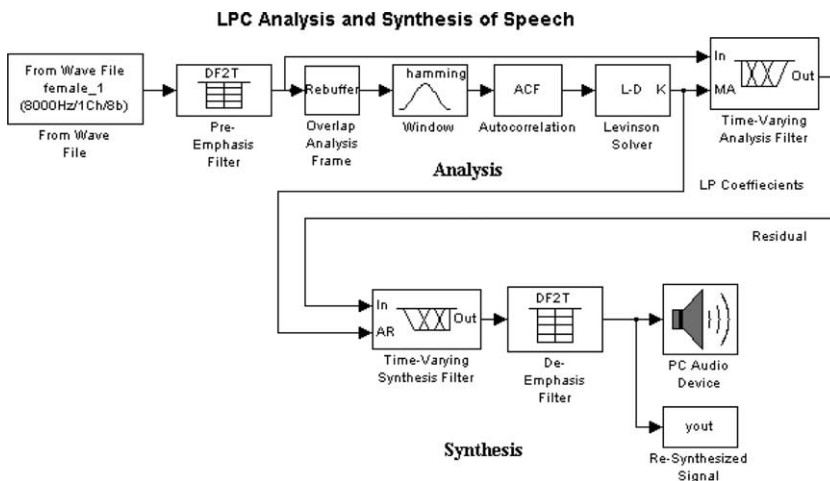 LPC Analysis and Synthesis of Speech
From Wave File
female_1
(8000Hz/1Ch/8b)
From Wave
File
DF2T
Pre-
Emphasis
Filter
Rebuffer
Overlap
Analysis
Frame
hamming
Window
ACF
Autocorrelation
L-D
K
Levinson
Solver
In
MA
Out
Time-Varying
Analysis Filter
Analysis
LP Coeffiecients
Residual
In
AR
Out
Time-Varying
Synthesis Filter
DF2T
De-
Emphasis
Filter
PC Audio
Device
yout
Re-Synthesized
Signal
Synthesis